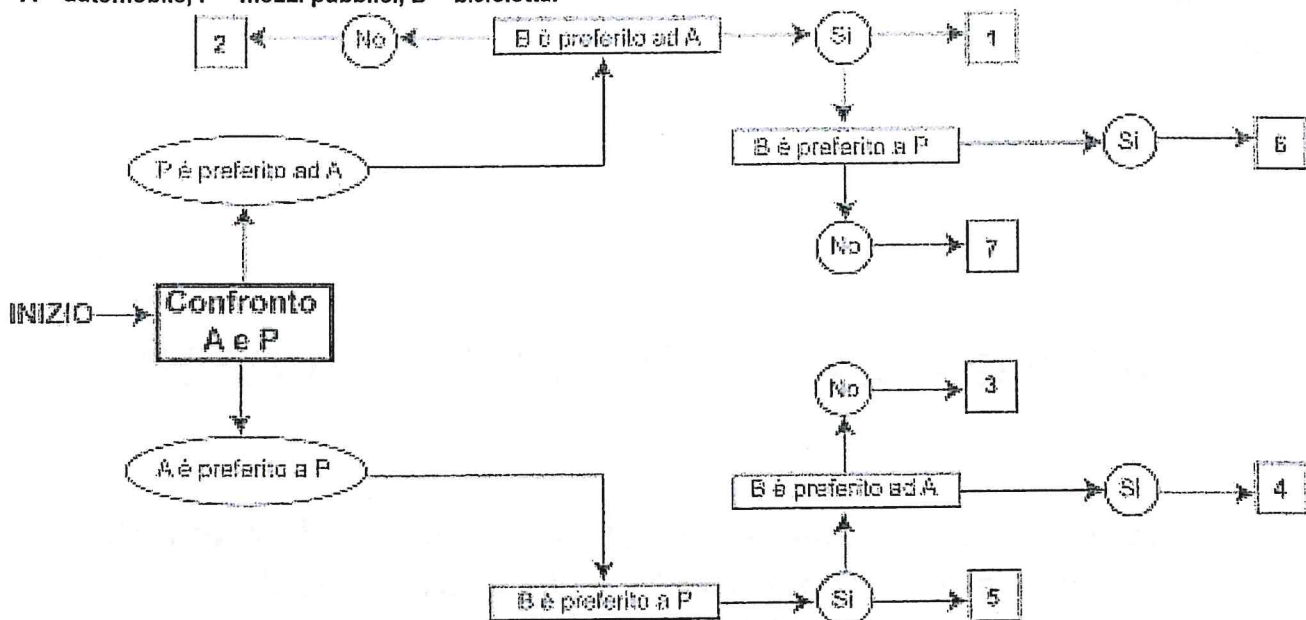 2
No
B é preferito ad A
Si
1
B é preferito a P
Si
6
P é preferito ad A
No
7
INIZIO
Confronto
A e P
No
3
A é preferito a P
B é preferito ad A
Si
4
B é preferito a P
Si
5